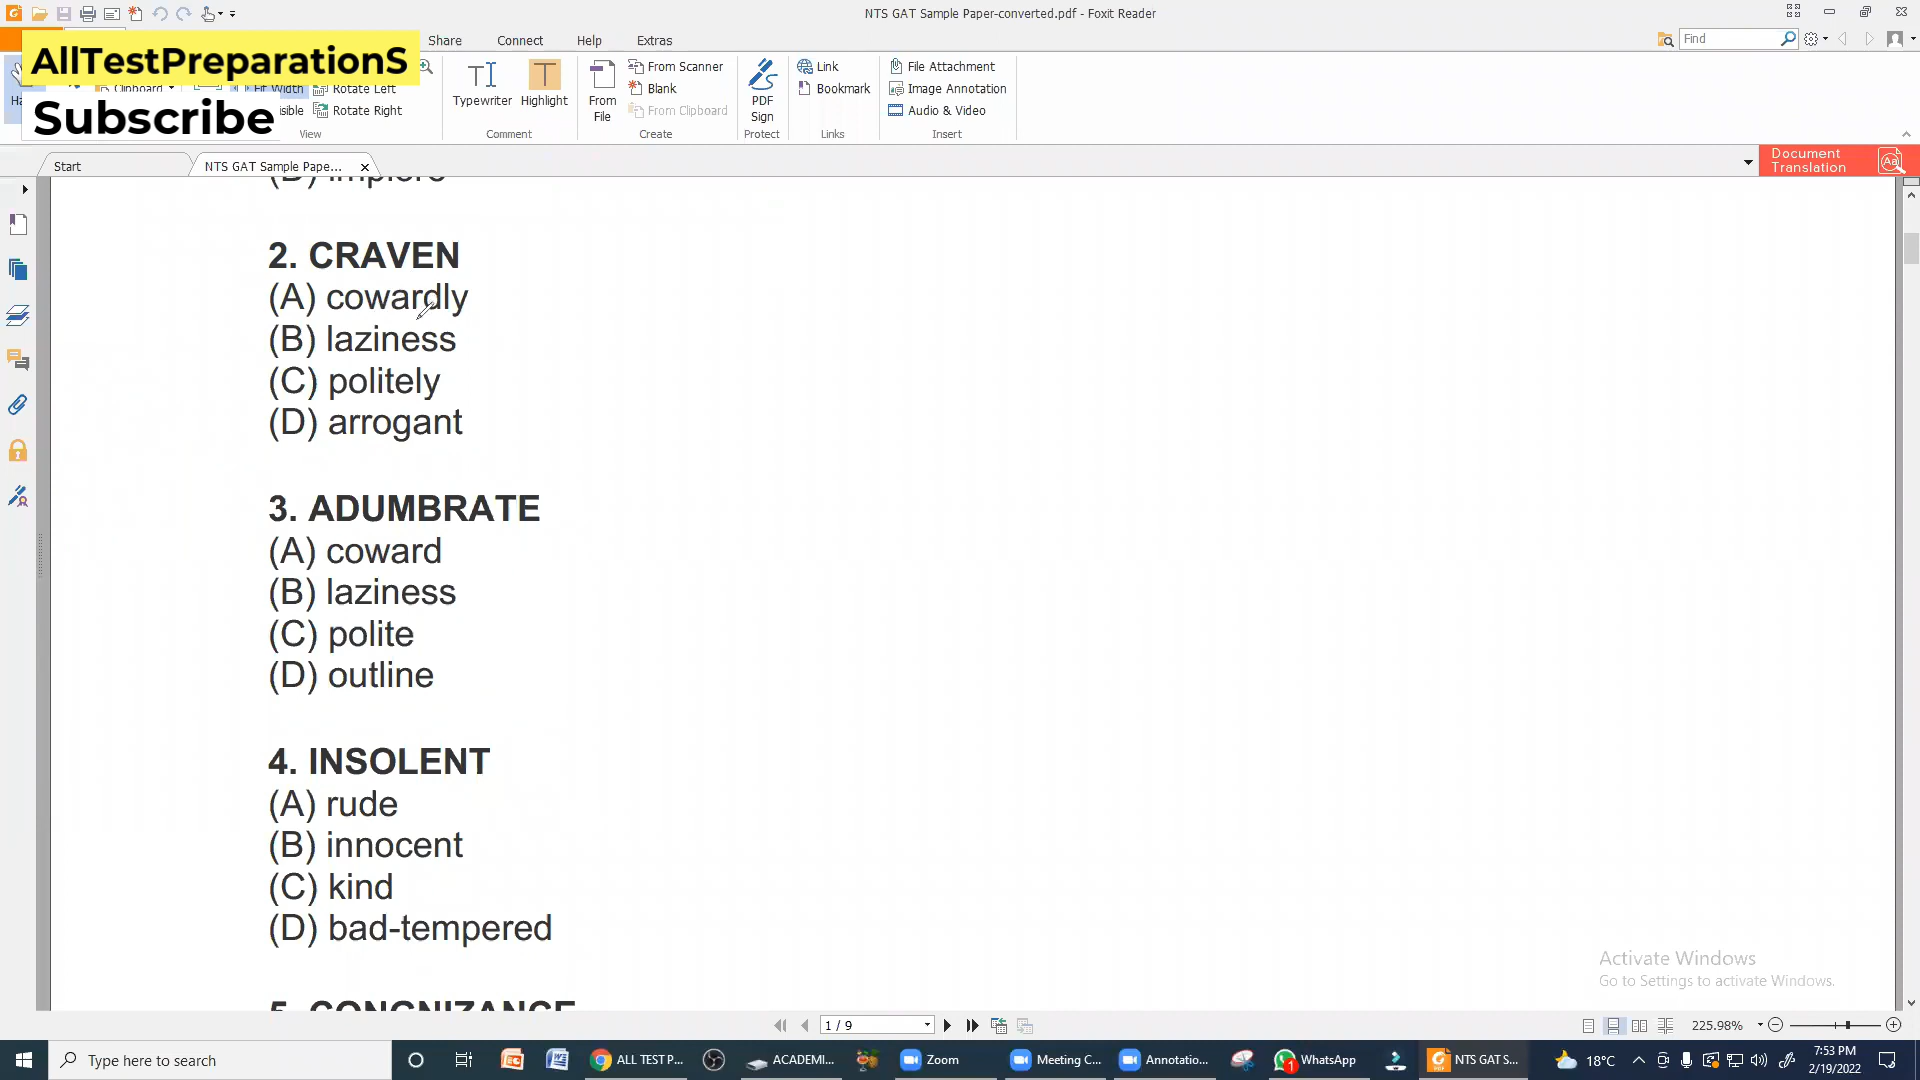 NTS GAT Sample Paper-converted.pdf - Foxit Reader
AllTestPreparationS
Subscribe
Share
Connect
Help
Extras
Find
Fit Width
Rotate Left
Rotate Right
View
Typewriter
Highlight
Comment
From File
From Scanner
Blank
From Clipboard
Create
PDF Sign
Protect
Link
Bookmark
Links
File Attachment
Image Annotation
Audio & Video
Insert
Start
NTS GAT Sample Pape...
Document
Translation
2. CRAVEN
(A) cowardly
(B) laziness
(C) politely
(D) arrogant
3. ADUMBRATE
(A) coward
(B) laziness
(C) polite
(D) outline
4. INSOLENT
(A) rude
(B) innocent
(C) kind
(D) bad-tempered
5. CONGNIZANCE
Activate Windows
Go to Settings to activate Windows.
1 / 9
225.98%
Type here to search
ALL TEST P...
ACADEMI...
Zoom
Meeting C...
Annotatio...
WhatsApp
NTS GAT S...
18°C
7:53 PM
2/19/2022